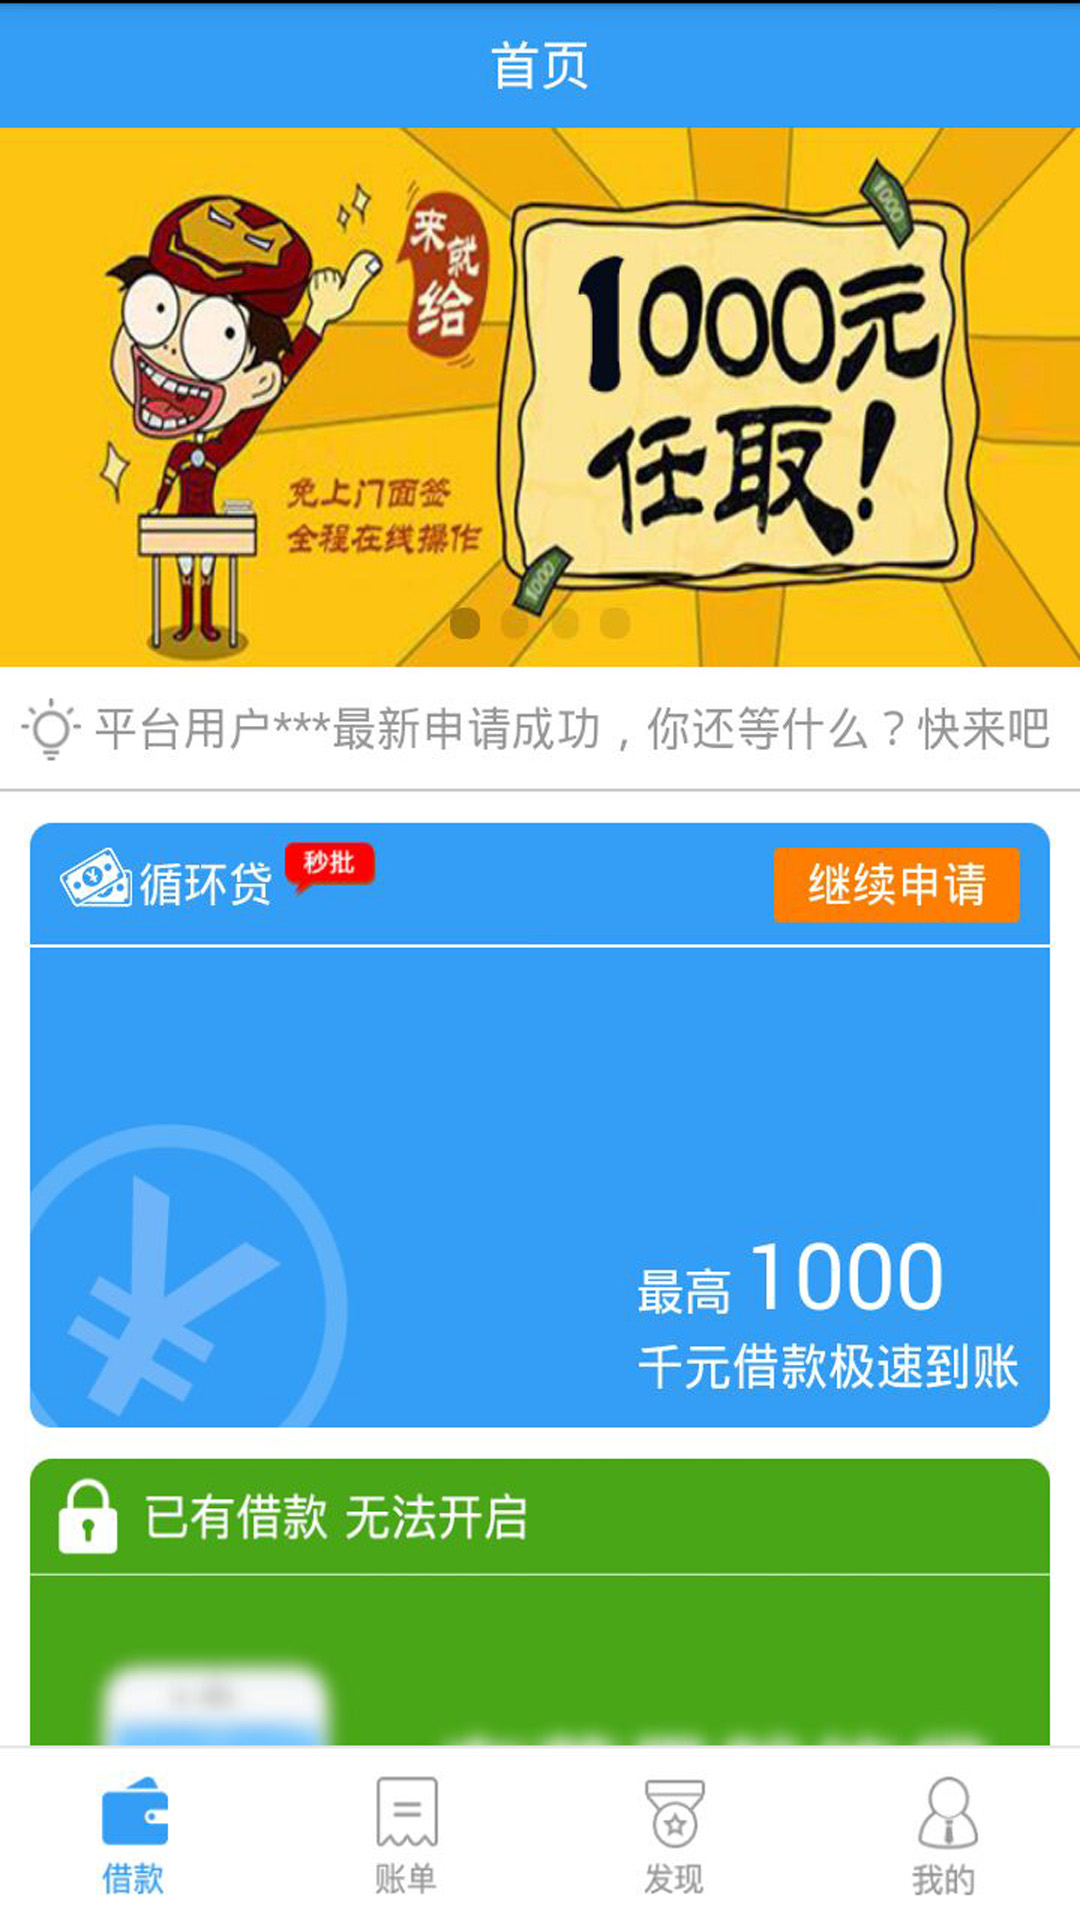 首页
来就给
1000元
任取！
免上门面签
全程在线操作
1000
1000
平台用户***最新申请成功，你还等什么？快来吧
循环贷
秒批
继续申请
最高 1000
千元借款极速到账
已有借款 无法开启
借款
账单
发现
我的